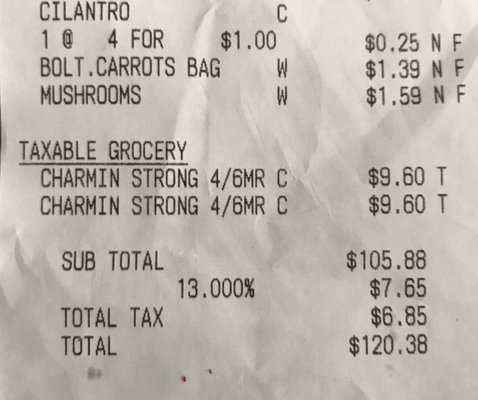 CILANTRO C
1 @ 4 FOR $1.00 $0.25 N F
BOLT.CARROTS BAG W $1.39 N F
MUSHROOMS W $1.59 N F
TAXABLE GROCERY
CHARMIN STRONG 4/6MR C $9.60 T
CHARMIN STRONG 4/6MR C $9.60 T
SUB TOTAL $105.88
13.000% $7.65
TOTAL TAX $6.85
TOTAL $120.38